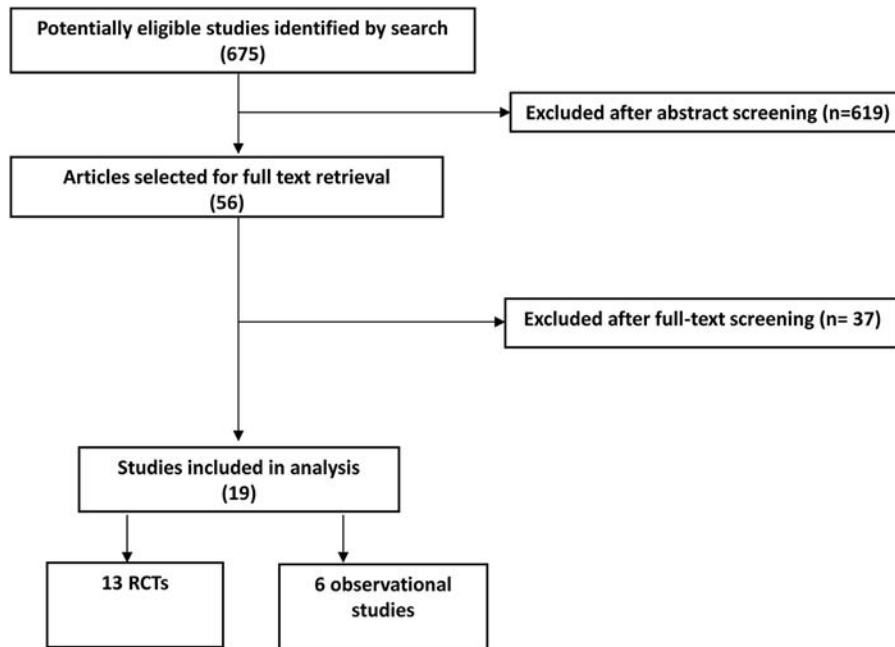 Potentially eligible studies identified by search
(675)
Excluded after abstract screening (n=619)
Articles selected for full text retrieval
(56)
Excluded after full-text screening (n= 37)
Studies included in analysis
(19)
13 RCTs
6 observational
studies